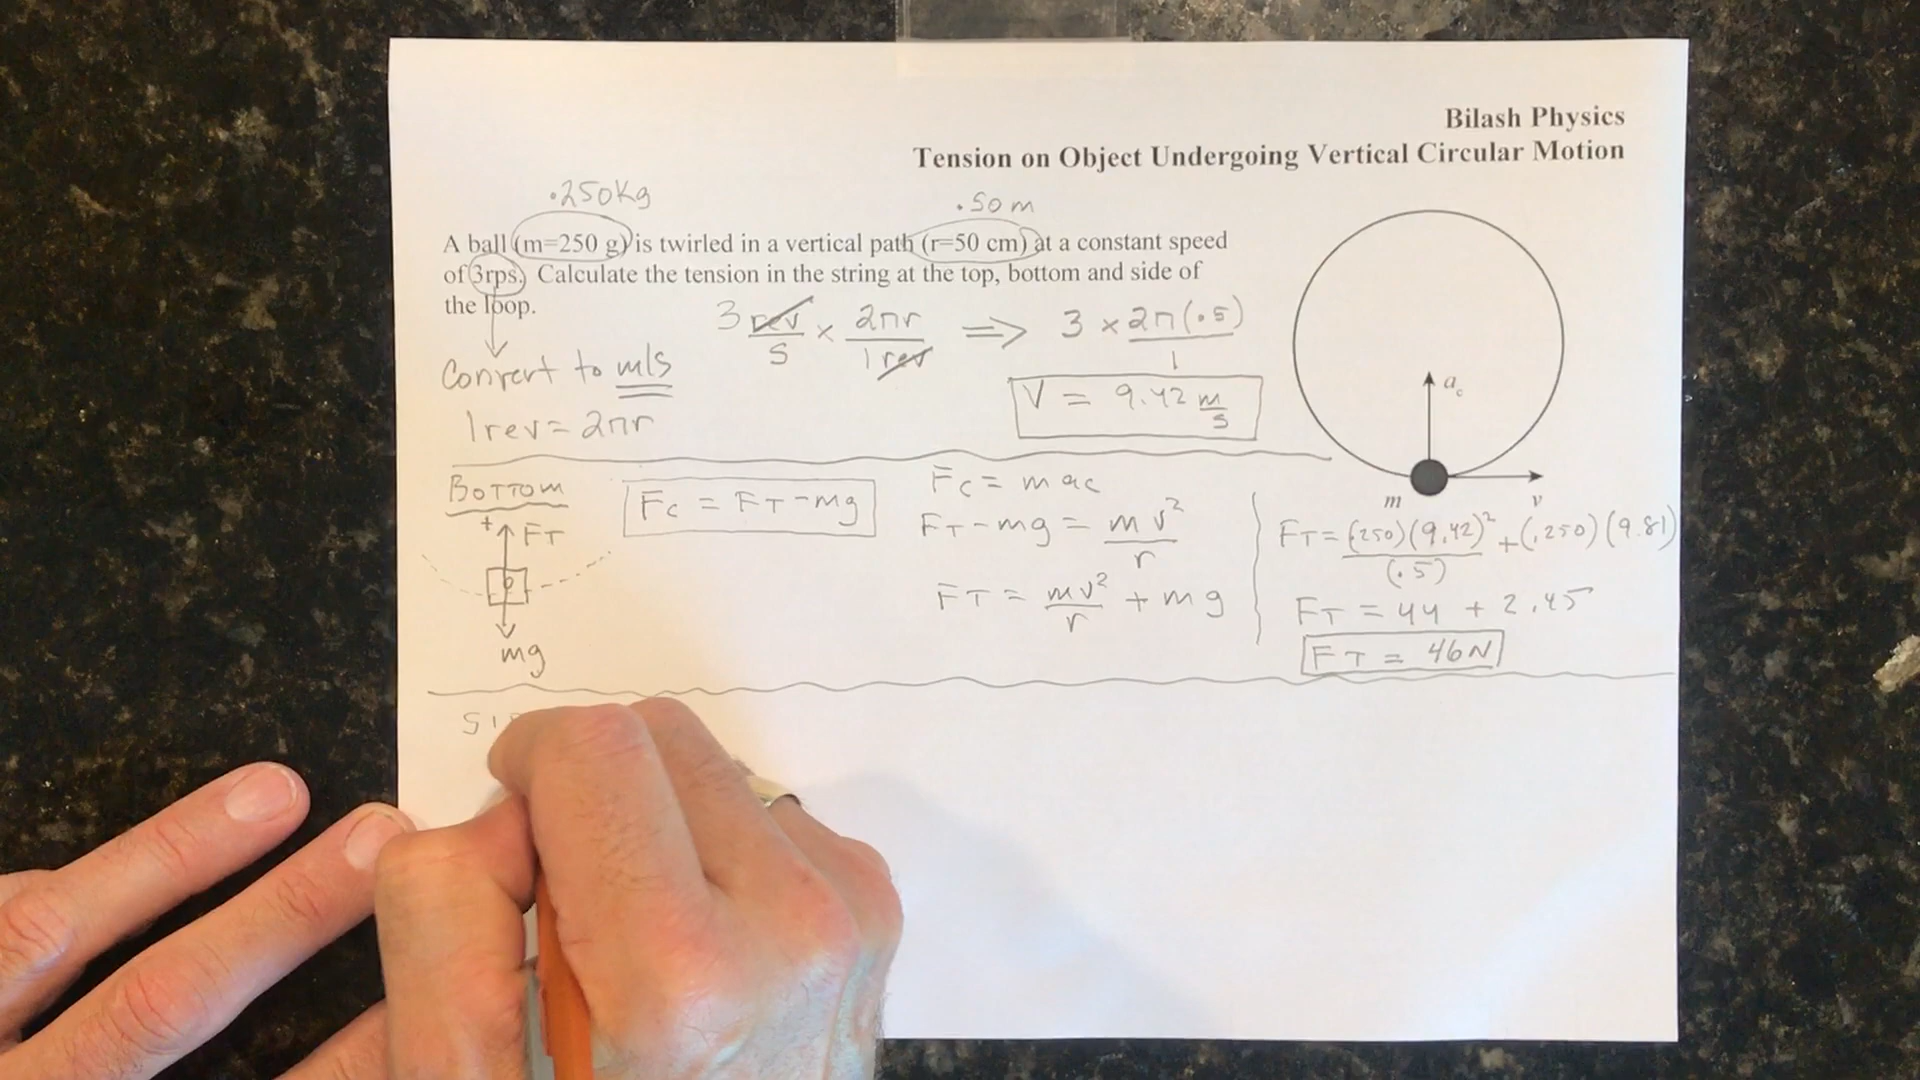 Bilash Physics
Tension on Object Undergoing Vertical Circular Motion
.250Kg
.50 m
A ball (m=250 g) is twirled in a vertical path (r=50 cm) at a constant speed
of 3rps. Calculate the tension in the string at the top, bottom and side of
the loop.
3 rev/s × 2πr/1 rev ⇒ 3 × 2π(.5)/1
Convert to m/s
1 rev = 2πr
V = 9.42 m/s
a_c
m
v
BOTTOM
+ FT
mg
Fc = FT - mg
Fc = mac
FT - mg = mv²/r
FT = mv²/r + mg
FT = (.250)(9.42)²/(.5) + (.250)(9.81)
FT = 44 + 2.45
FT = 46N